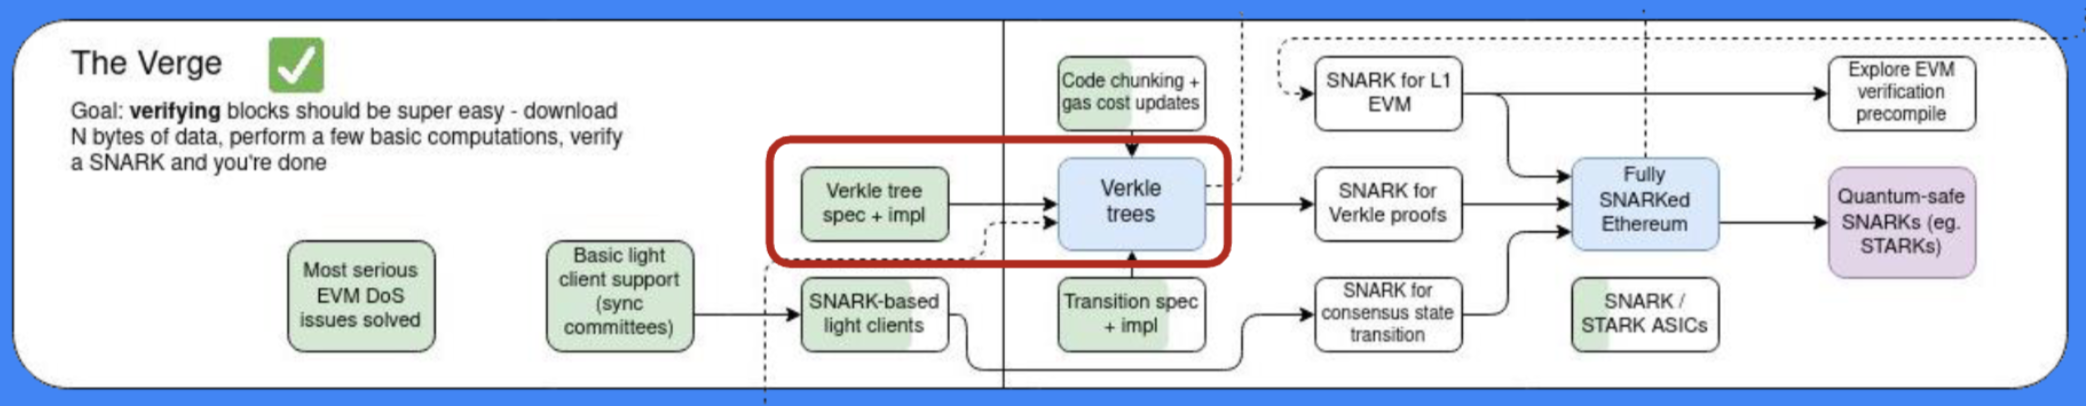 The Verge
Goal: verifying blocks should be super easy - download
N bytes of data, perform a few basic computations, verify
a SNARK and you're done
Most serious
EVM DoS
issues solved
Basic light
client support
(sync
committees)
Verkle tree
spec + impl
SNARK-based
light clients
Code chunking +
gas cost updates
Verkle
trees
Transition spec
+ impl
SNARK for L1
EVM
SNARK for
Verkle proofs
SNARK for
consensus state
transition
Fully
SNARKed
Ethereum
SNARK /
STARK ASICs
Explore EVM
verification
precompile
Quantum-safe
SNARKs (eg.
STARKs)